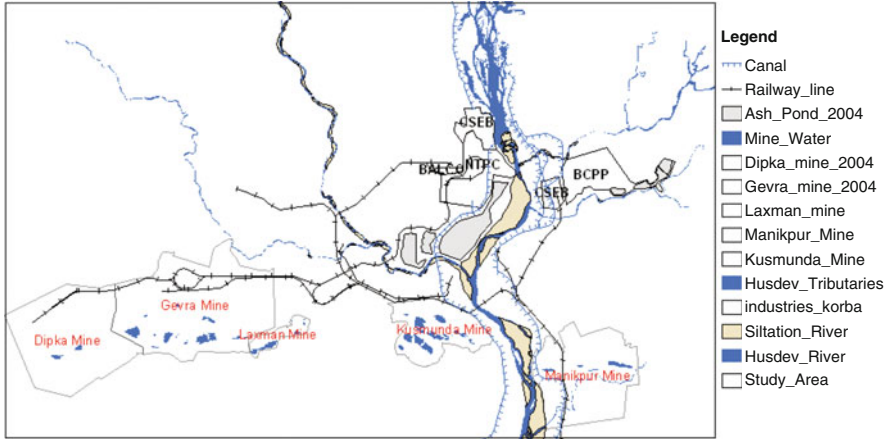 CSEB
BALCO
NTPC
CSEB
BCPP
Gevra Mine
Dipka Mine
Laxman Mine
Kusmunda Mine
Manikpur Mine
Legend
Canal
Railway_line
Ash_Pond_2004
Mine_Water
Dipka_mine_2004
Gevra_mine_2004
Laxman_mine
Manikpur_Mine
Kusmunda_Mine
Husdev_Tributaries
industries_korba
Siltation_River
Husdev_River
Study_Area